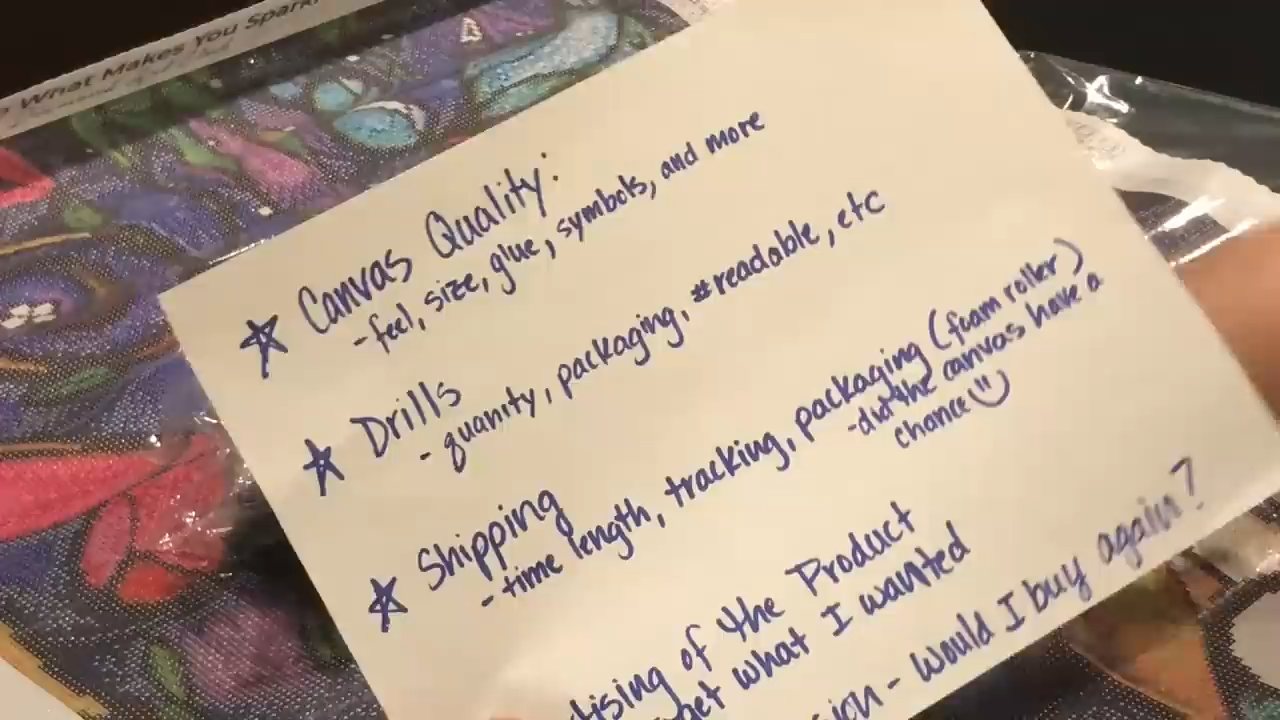 What Makes You Spark
Canvas Quality:
-feel, size, glue, symbols, and more
Drills
- quanity, packaging, #readable, etc
Shipping
- time length, tracking, packaging (foam roller)
-did the canvas have a
chance
of the Product
what I wanted
- would I buy again?